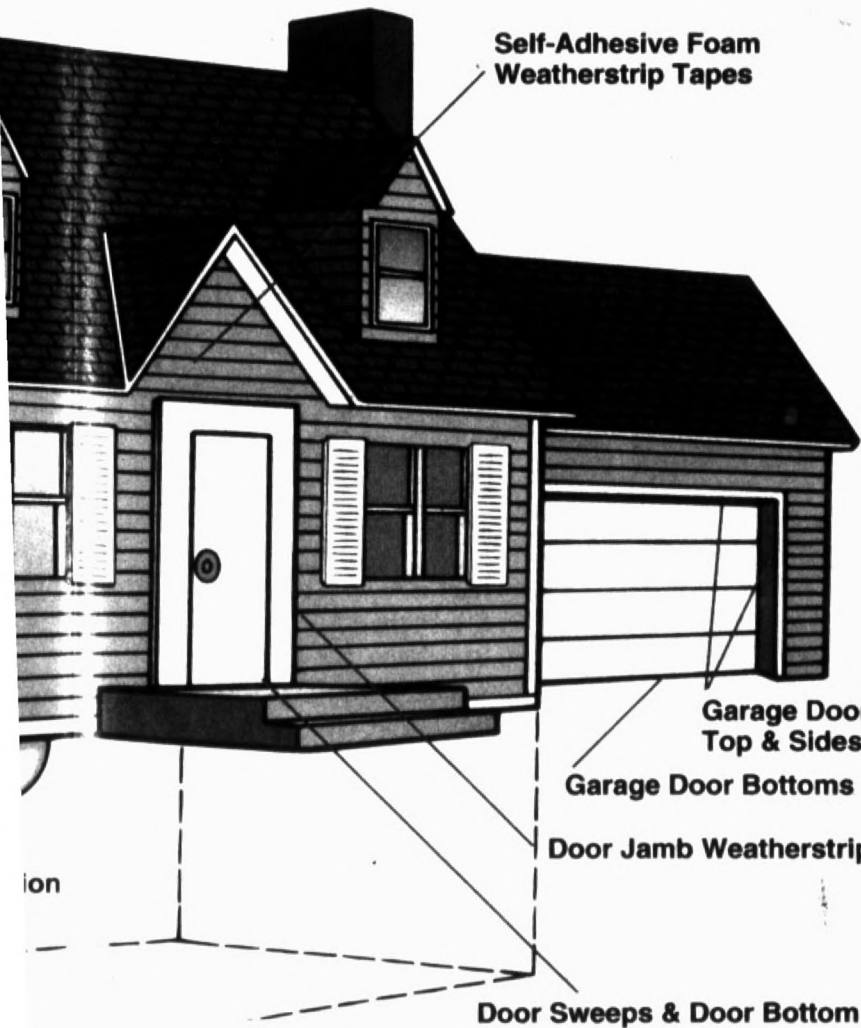 Self-Adhesive Foam
Weatherstrip Tapes
Garage Doo
Top & Sides
Garage Door Bottoms
Door Jamb Weatherstrip
ion
Door Sweeps & Door Bottom